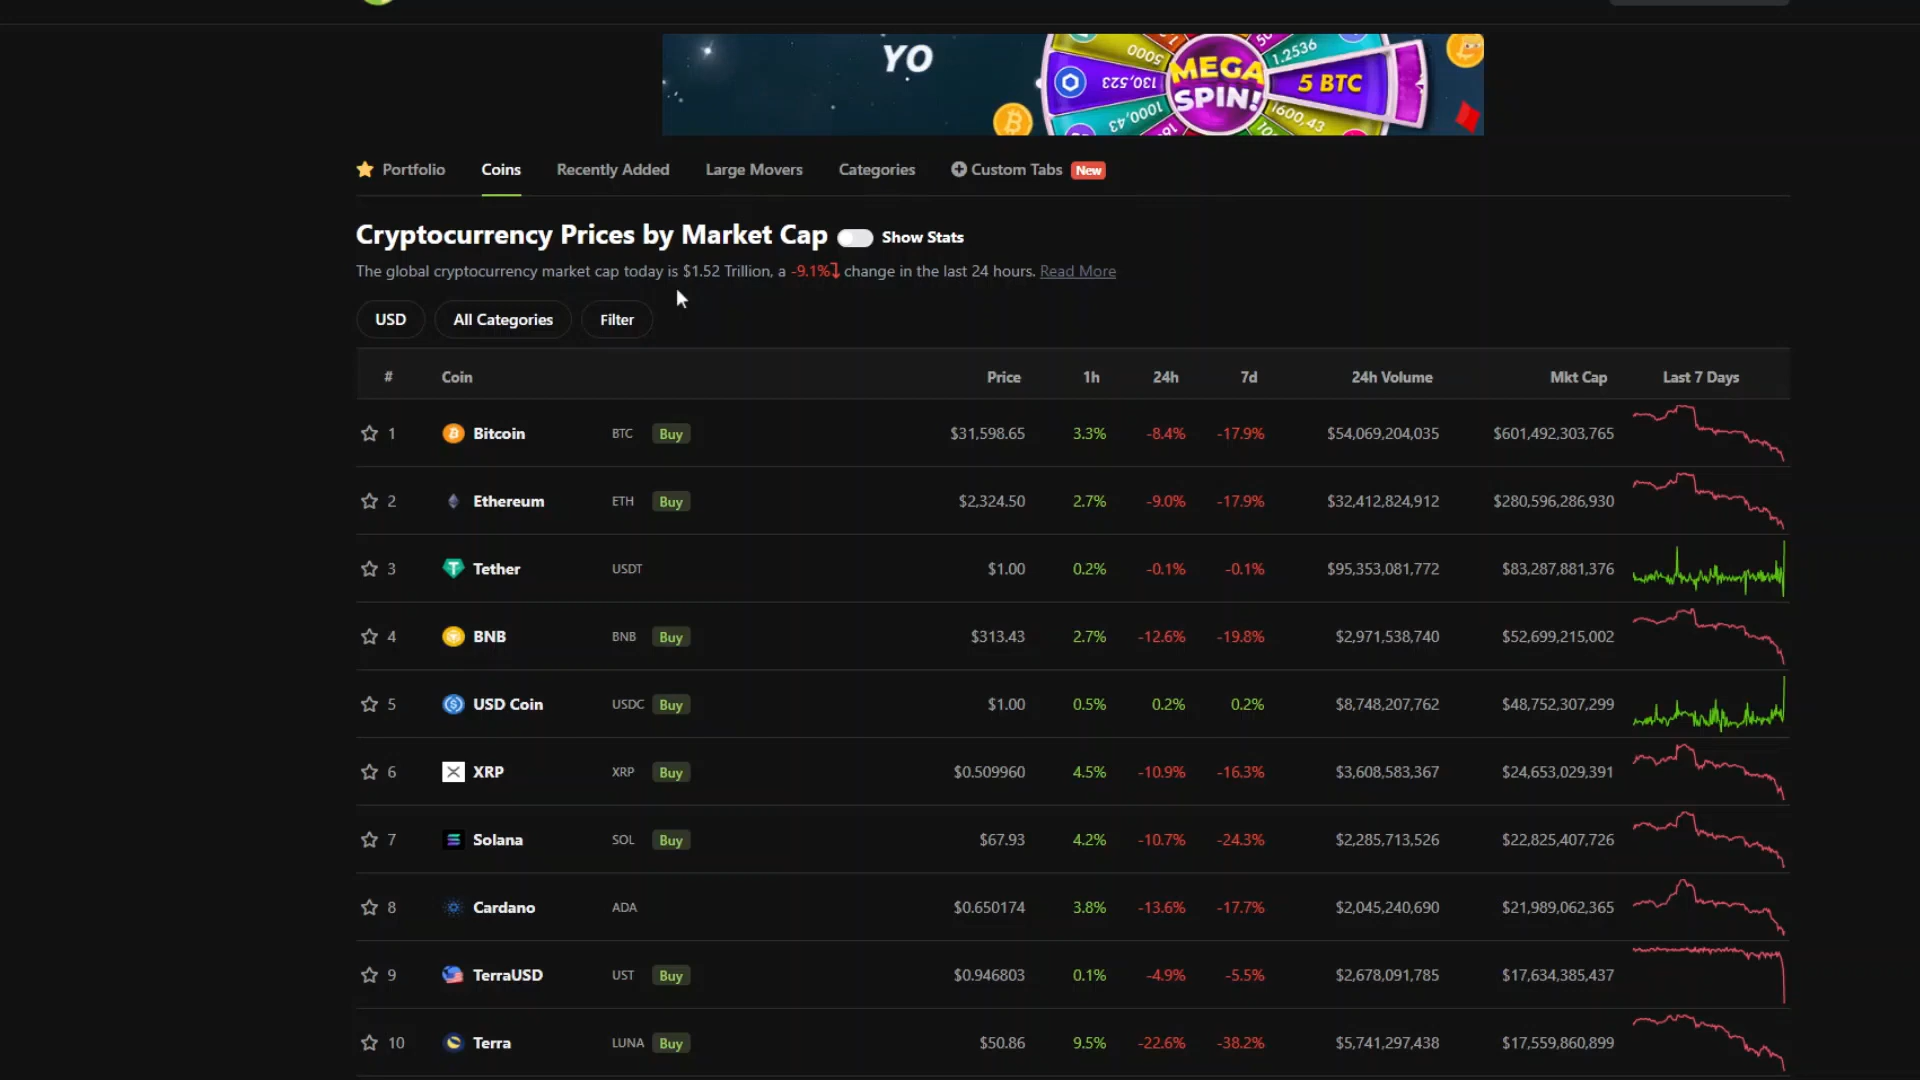 YO
MEGA
SPIN!
5 BTC
5000
130,523
1000,43
1.2536
1600,43
Portfolio Coins Recently Added Large Movers Categories Custom Tabs New
Cryptocurrency Prices by Market Cap Show Stats
The global cryptocurrency market cap today is $1.52 Trillion, a -9.1% change in the last 24 hours. Read More
USD All Categories Filter
# Coin Price 1h 24h 7d 24h Volume Mkt Cap Last 7 Days
1 Bitcoin BTC Buy $31,598.65 3.3% -8.4% -17.9% $54,069,204,035 $601,492,303,765
2 Ethereum ETH Buy $2,324.50 2.7% -9.0% -17.9% $32,412,824,912 $280,596,286,930
3 Tether USDT $1.00 0.2% -0.1% -0.1% $95,353,081,772 $83,287,881,376
4 BNB BNB Buy $313.43 2.7% -12.6% -19.8% $2,971,538,740 $52,699,215,002
5 USD Coin USDC Buy $1.00 0.5% 0.2% 0.2% $8,748,207,762 $48,752,307,299
6 XRP XRP Buy $0.509960 4.5% -10.9% -16.3% $3,608,583,367 $24,653,029,391
7 Solana SOL Buy $67.93 4.2% -10.7% -24.3% $2,285,713,526 $22,825,407,726
8 Cardano ADA $0.650174 3.8% -13.6% -17.7% $2,045,240,690 $21,989,062,365
9 TerraUSD UST Buy $0.946803 0.1% -4.9% -5.5% $2,678,091,785 $17,634,385,437
10 Terra LUNA Buy $50.86 9.5% -22.6% -38.2% $5,741,297,438 $17,559,860,899